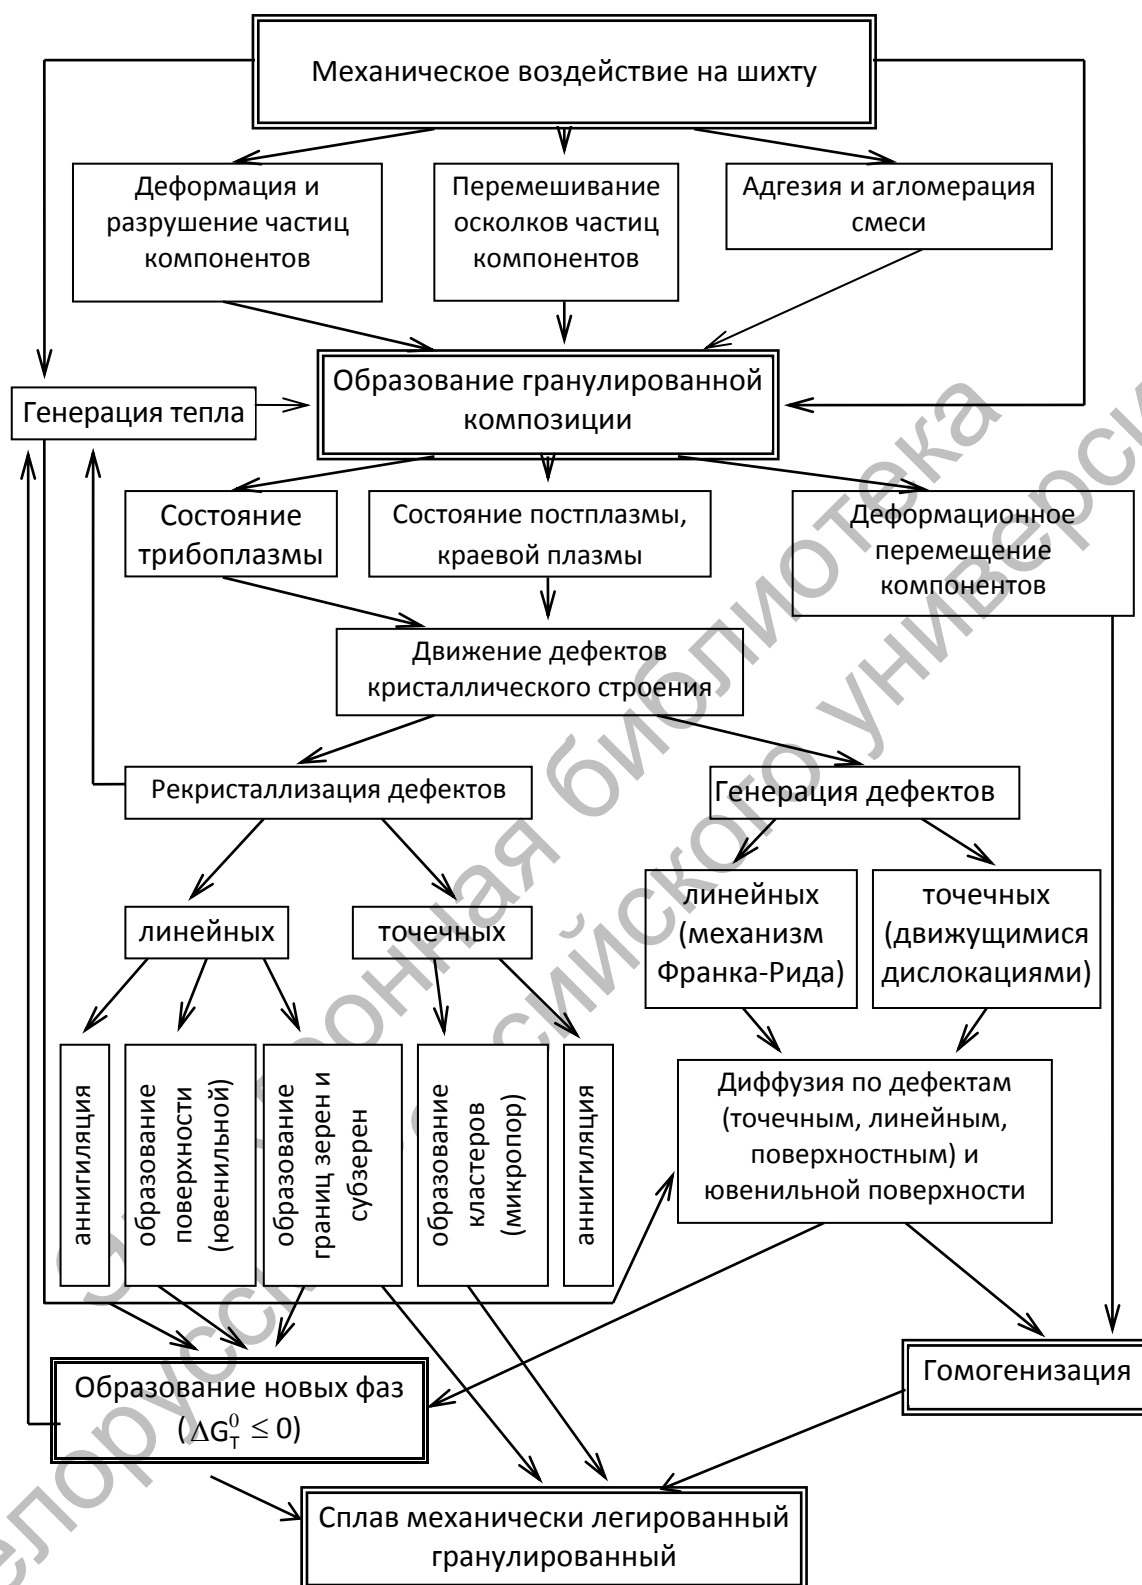 Механическое воздействие на шихту
Деформация и
разрушение частиц
компонентов
Перемешивание
осколков частиц
компонентов
Адгезия и агломерация
смеси
Образование гранулированной
композиции
Генерация тепла
Состояние
трибоплазмы
Состояние постплазмы,
краевой плазмы
Деформационное
перемещение
компонентов
Движение дефектов
кристаллического строения
Рекристаллизация дефектов
Генерация дефектов
линейных
точечных
линейных
(механизм
Франка-Рида)
точечных
(движущимися
дислокациями)
аннигиляция
образование
поверхности
(ювенильной)
образование
границ зерен и
субзерен
образование
кластеров
(микропор)
аннигиляция
Диффузия по дефектам
(точечным, линейным,
поверхностным) и
ювенильной поверхности
Образование новых фаз
(ΔG⁰_T ≤ 0)
Гомогенизация
Сплав механически легированный
гранулированный
библиотека